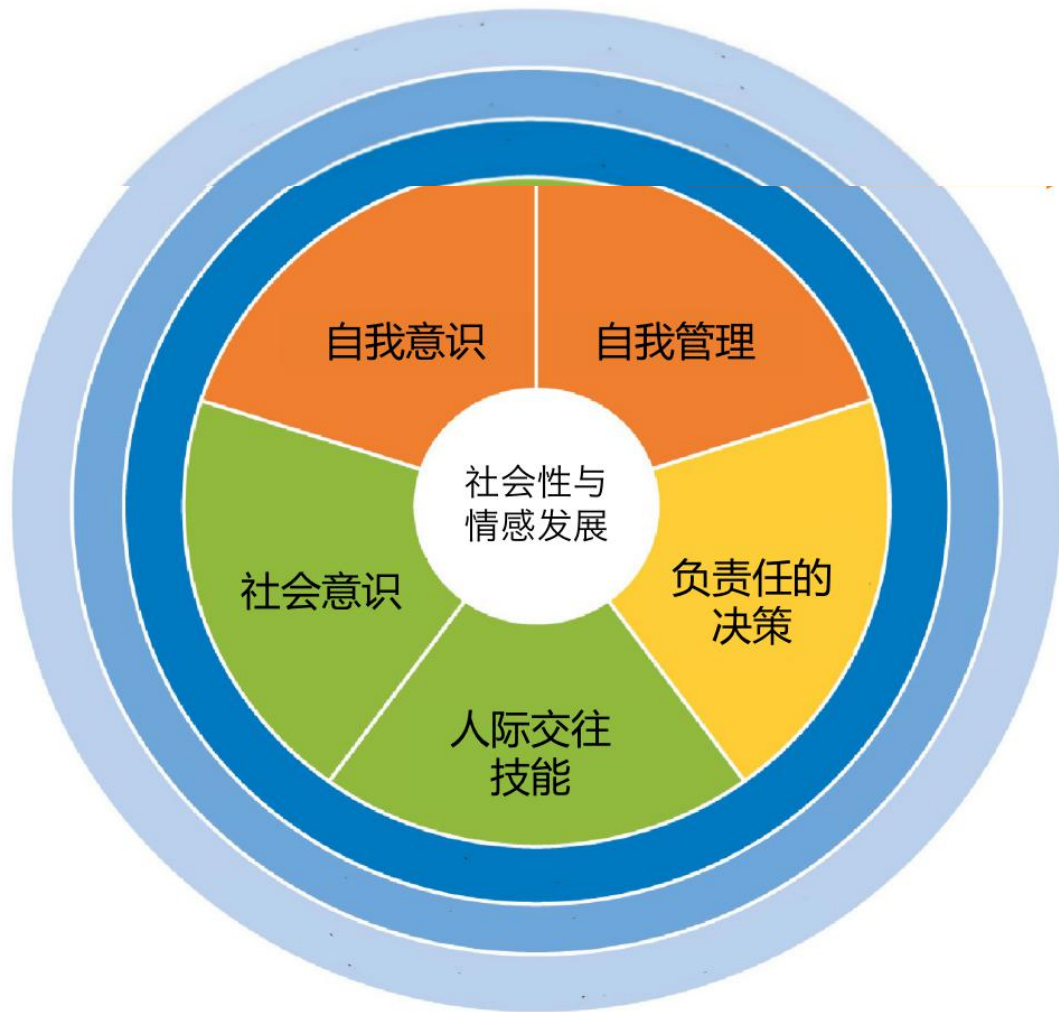 自我意识
自我管理
社会性与
情感发展
社会意识
负责任的
决策
人际交往
技能